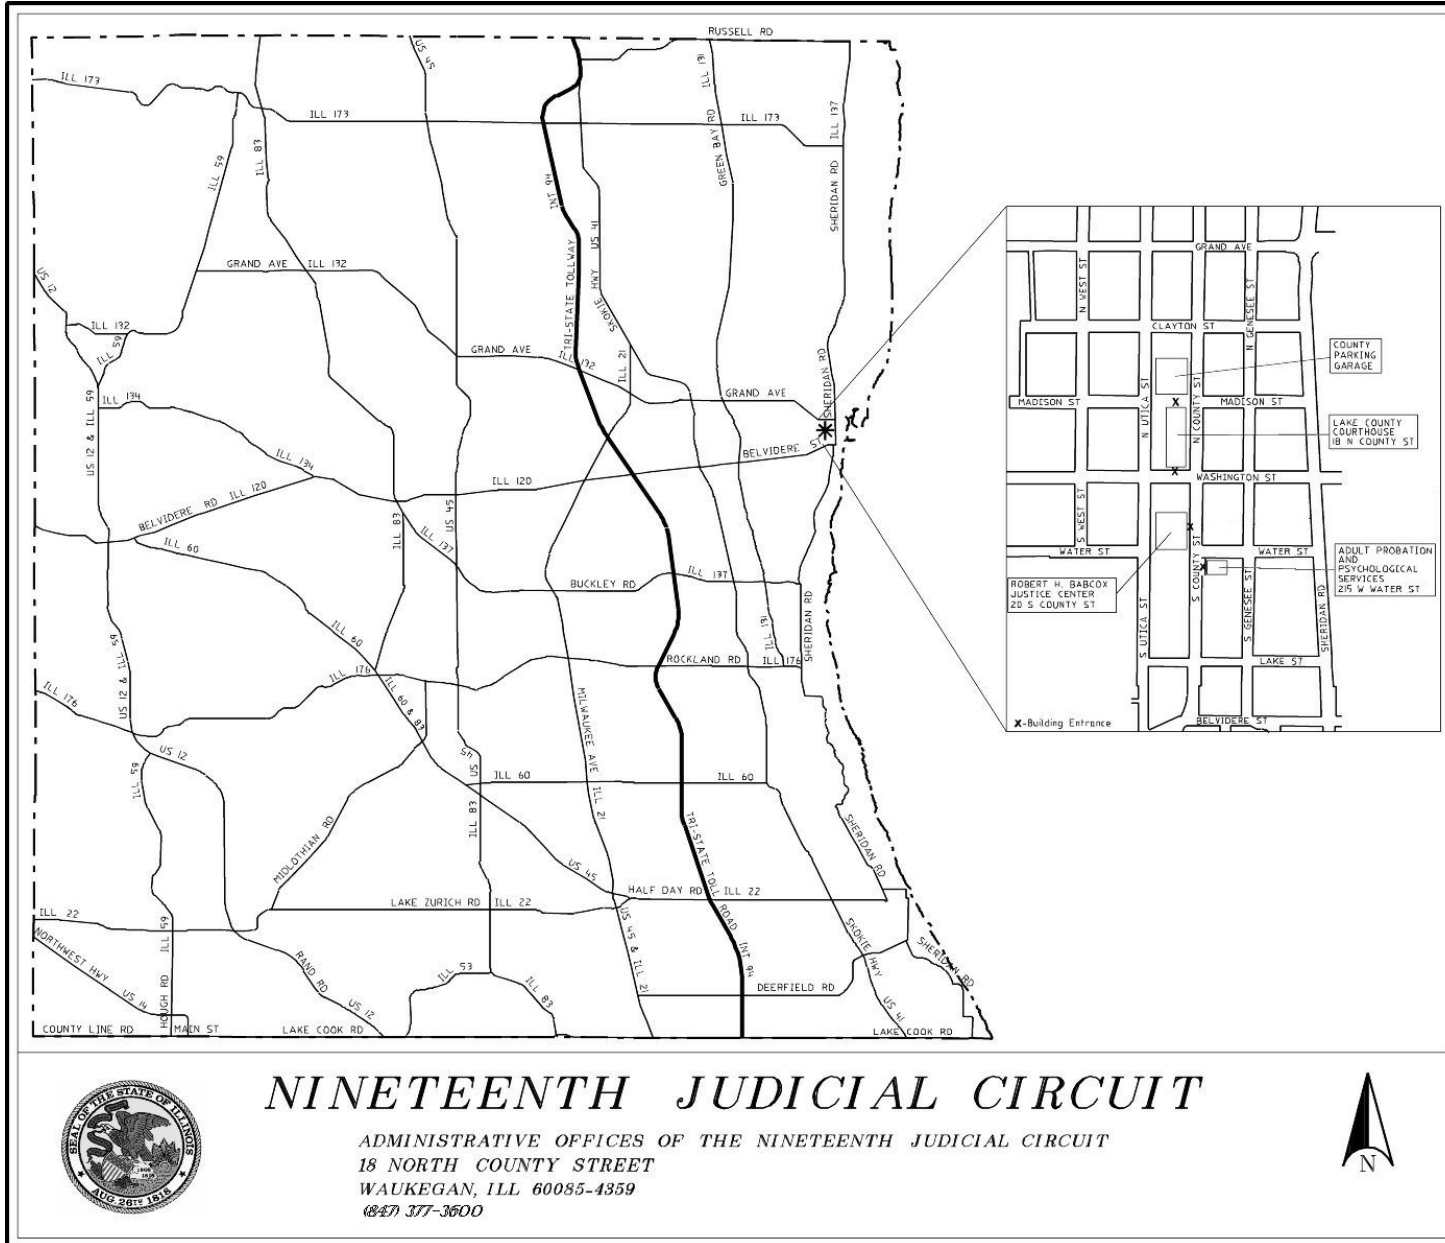 RUSSELL RD
US 45
ILL 131
ILL 173
ILL 173
ILL 173
ILL 137
GREEN BAY RD
ILL 83
ILL 59
INT 94
SHERIDAN RD
US 41
TRI-STATE TOLLWAY
SKOKIE HWY
GRAND AVE ILL 132
US 12
ILL 132
ILL 59
GRAND AVE
ILL 132
ILL 21
SHERIDAN RD
GRAND AVE
ILL 134
US 12 & ILL 59
BELVIDERE ST
ILL 134
ILL 120
BELVIDERE RD ILL 120
US 45
ILL 83
ILL 137
ILL 60
BUCKLEY RD
ILL 137
SHERIDAN RD
ILL 131
ILL 60
US 12 & ILL 59
ILL 176
ROCKLAND RD ILL 176
ILL 176
ILL 60 & 83
MILWAUKEE AVE ILL 21
US 12
US 45
ILL 59
ILL 60
ILL 60
ILL 83
MIDLOTHIAN RD
TRI-STATE TOLL ROAD INT 94
SHERIDAN RD
US 45
HALF DAY RD ILL 22
LAKE ZURICH RD ILL 22
ILL 22
NORTHWEST HWY US 14
HOUGH RD ILL 59
US 45 & ILL 21
SKOKIE HWY US 41
SHERIDAN RD
RAND RD US 12
ILL 53
ILL 83
DEERFIELD RD
COUNTY LINE RD
MAIN ST
LAKE COOK RD
LAKE COOK RD
GRAND AVE
N WEST ST
N GENESEE ST
CLAYTON ST
COUNTY
PARKING
GARAGE
N UTICA ST
N COUNTY ST
MADISON ST
X
MADISON ST
LAKE COUNTY
COURTHOUSE
18 N COUNTY ST
X
WASHINGTON ST
S WEST ST
X
S COUNTY ST
WATER ST
WATER ST
X
ADULT PROBATION
AND
PSYCHOLOGICAL
SERVICES
215 W WATER ST
ROBERT H. BABCOX
JUSTICE CENTER
20 S COUNTY ST
S UTICA ST
S GENESEE ST
SHERIDAN RD
LAKE ST
BELVIDERE ST
X-Building Entrance
NINETEENTH JUDICIAL CIRCUIT
SEAL OF THE STATE OF ILLINOIS
AUG. 26TH 1818
ADMINISTRATIVE OFFICES OF THE NINETEENTH JUDICIAL CIRCUIT
18 NORTH COUNTY STREET
WAUKEGAN, ILL 60085-4359
(847) 377-3600
N